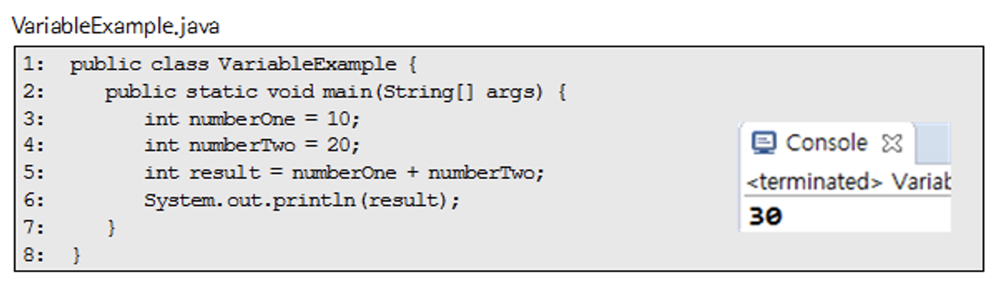 VariableExample.java
1: public class VariableExample {
2: public static void main(String[] args) {
3: int numberOne = 10;
4: int numberTwo = 20;
5: int result = numberOne + numberTwo;
6: System.out.println(result);
7: }
8: }
Console
<terminated> Variab
30